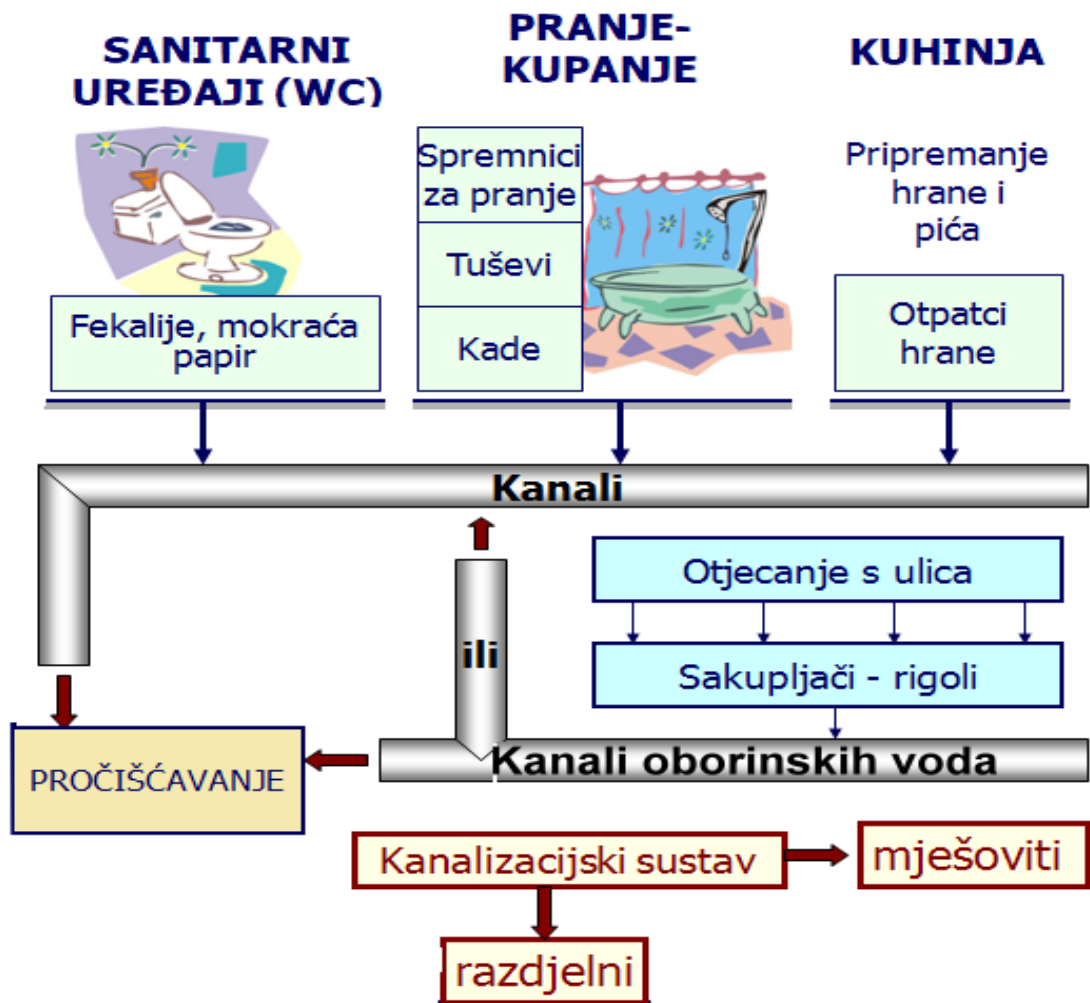 SANITARNI
UREĐAJI (WC)
PRANJE-
KUPANJE
KUHINJA
Spremnici
za pranje
Tuševi
Kade
Pripremanje
hrane i
pića
Fekalije, mokraća
papir
Otpatci
hrane
Kanali
Otjecanje s ulica
ili
Sakupljači - rigoli
Kanali oborinskih voda
PROČIŠĆAVANJE
Kanalizacijski sustav
mješoviti
razdjelni